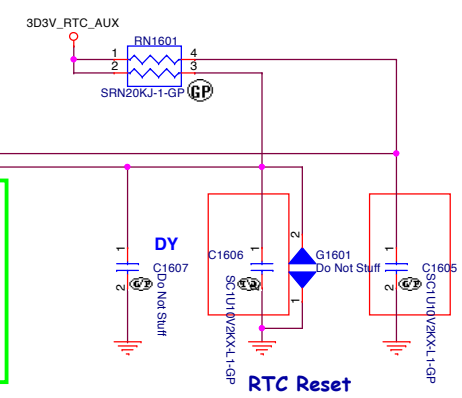 3D3V_RTC_AUX
RN1601
1
4
2
3
SRN20KJ-1-GP
GP
DY
1
C1607
2
Do Not Stuff
C1606
1
2
SC1U10V2KX-L1-GP
2
G1601
Do Not Stuff
1
1
C1605
2
SC1U10V2KX-L1-GP
RTC Reset